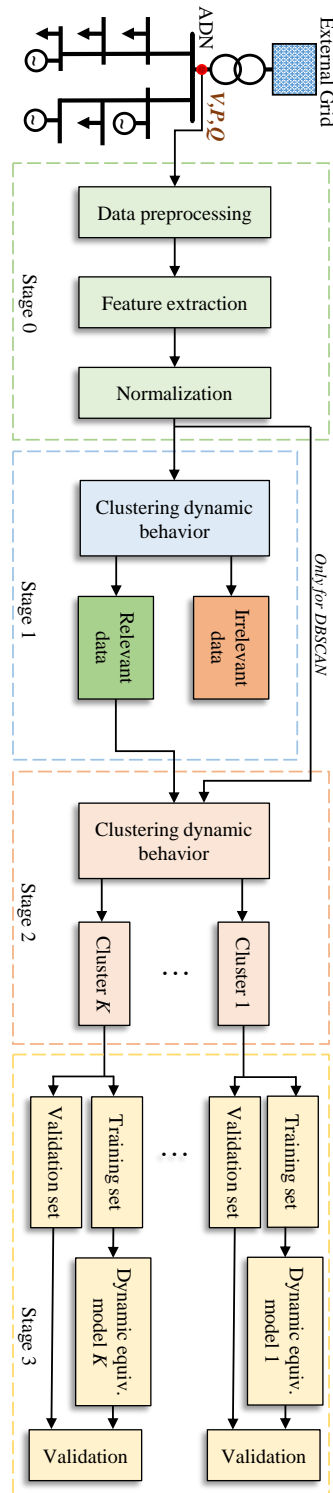 External Grid
ADN
V,P,Q
Data preprocessing
Feature extraction
Normalization
Stage 0
Only for DBSCAN
Clustering dynamic
behavior
Irrelevant
data
Relevant
data
Stage 1
Clustering dynamic
behavior
Cluster 1
...
Cluster K
Stage 2
Training set
Validation set
Dynamic equiv.
model 1
Validation
...
Training set
Validation set
Dynamic equiv.
model K
Validation
Stage 3